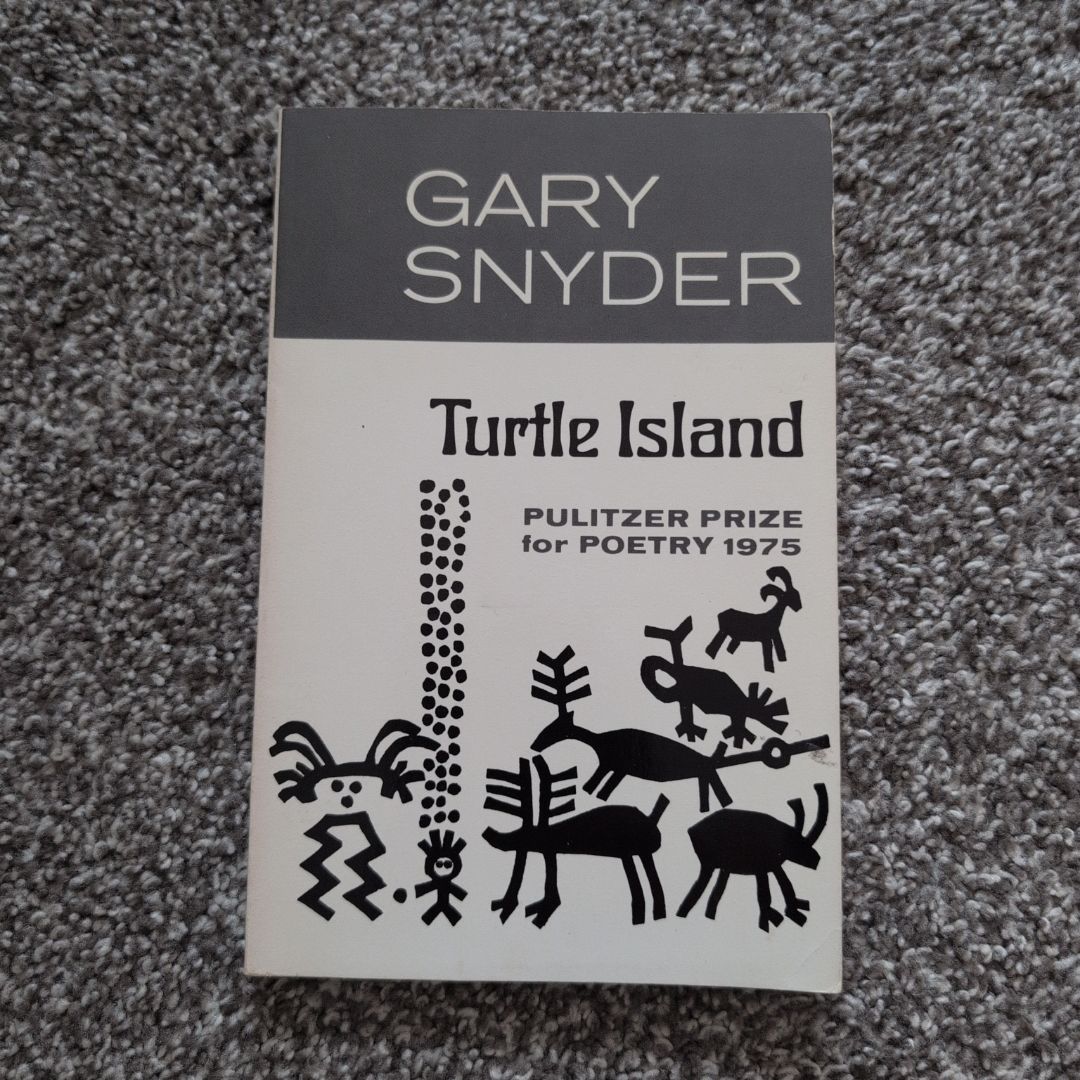 GARY
SNYDER
Turtle Island
PULITZER PRIZE
for POETRY 1975